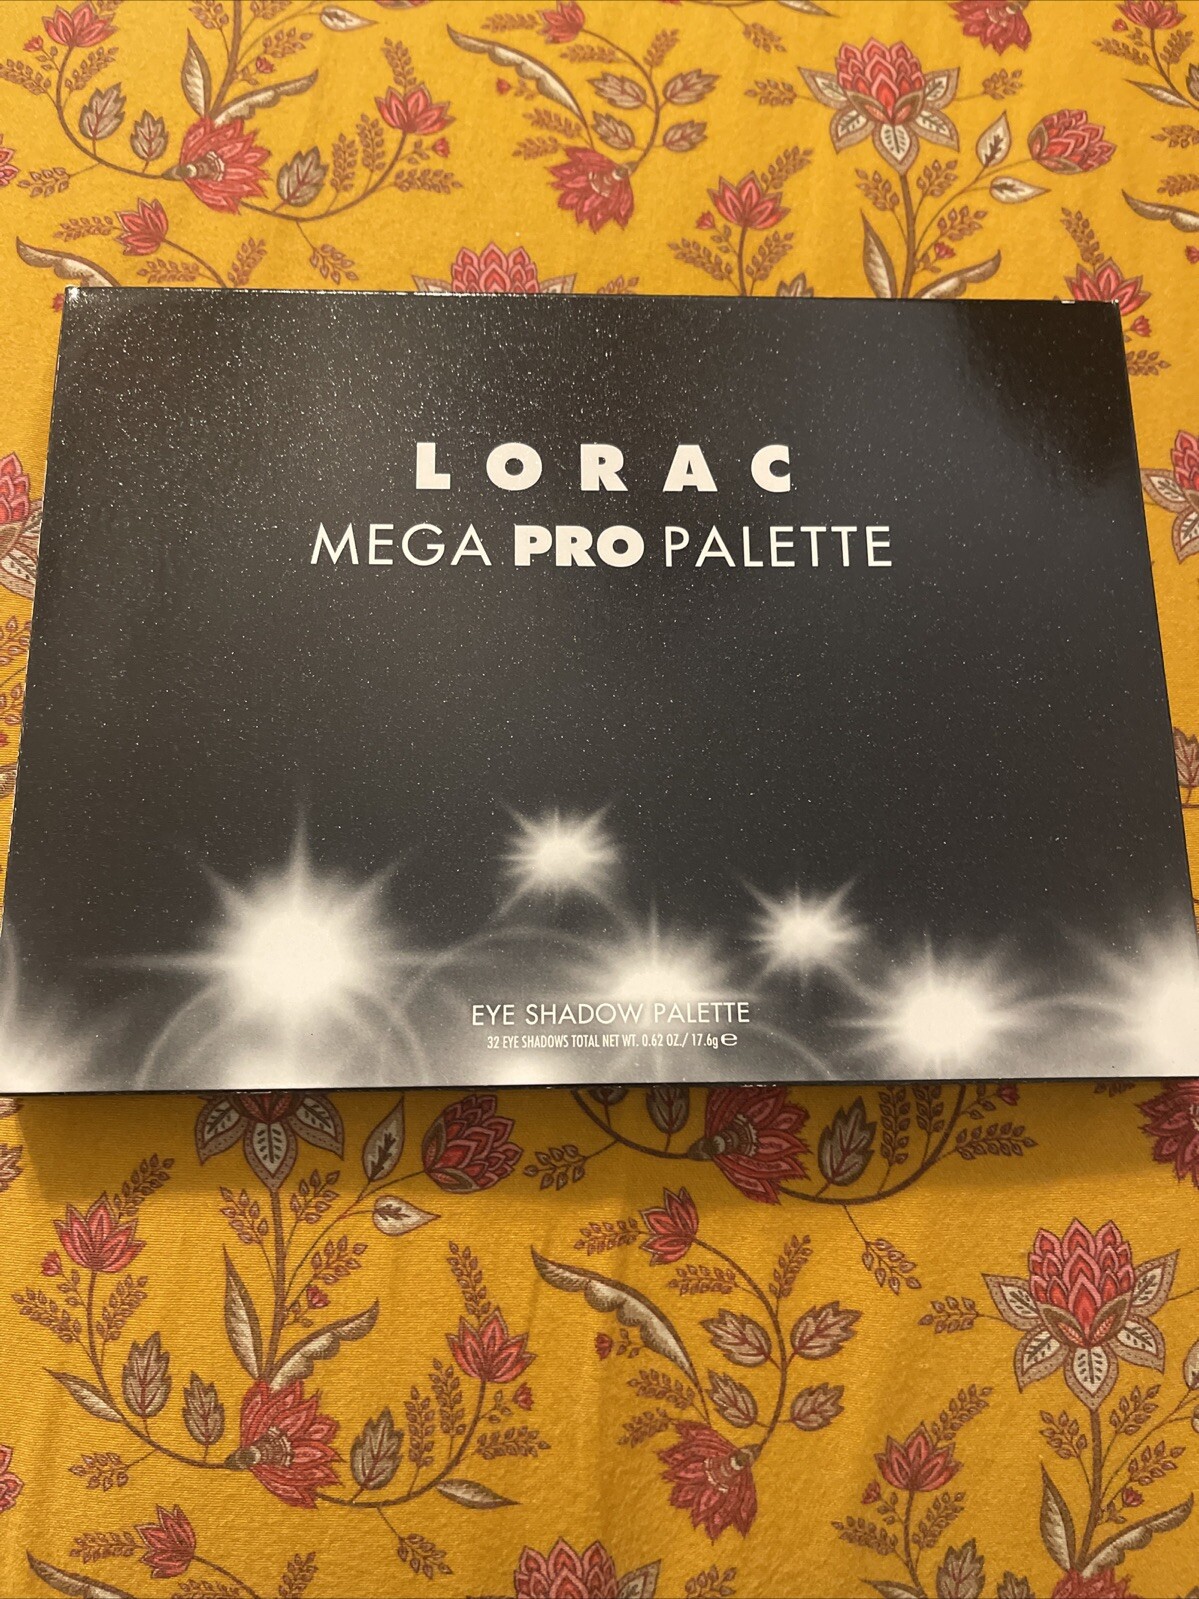 LORAC
MEGA PRO PALETTE
EYE SHADOW PALETTE
32 EYE SHADOWS TOTAL NET WT. 0.62 OZ./ 17.6g ℮